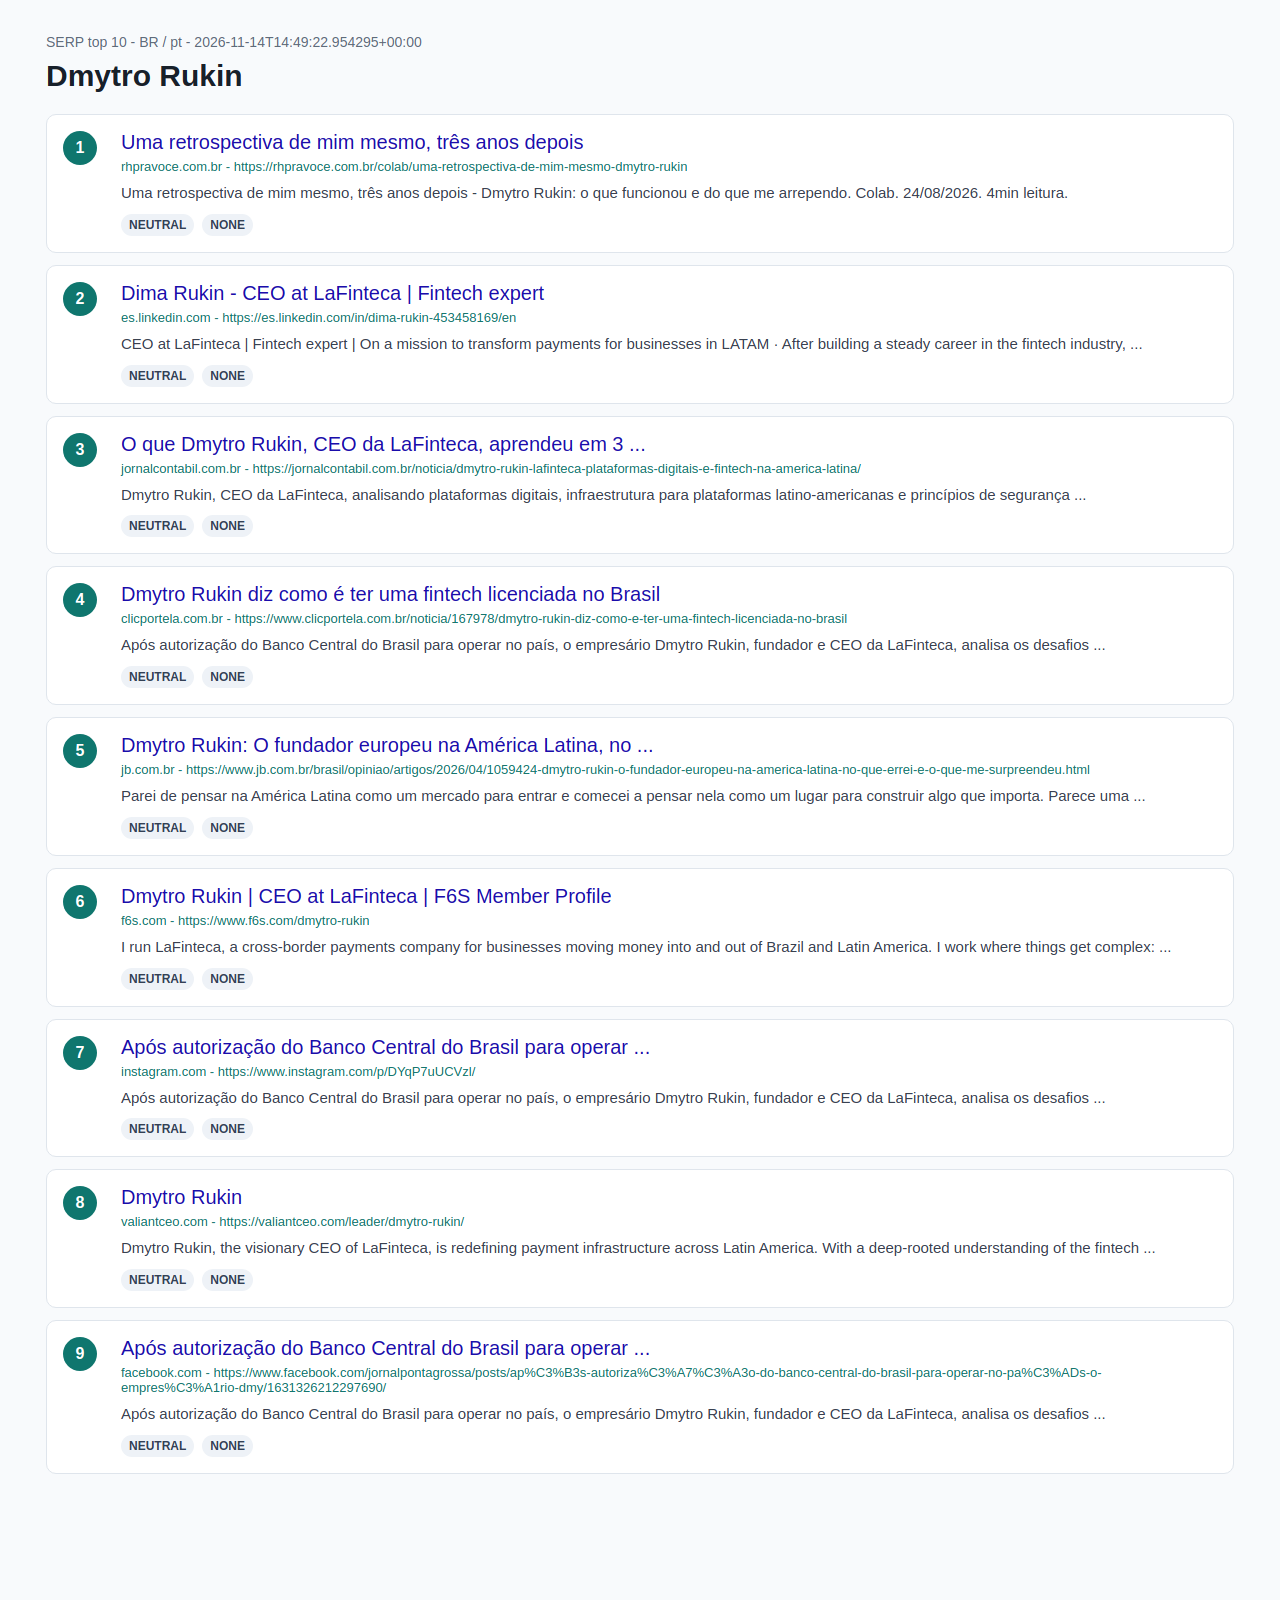 SERP top 10 - BR / pt - 2026-11-14T14:49:22.954295+00:00
Dmytro Rukin
1
Uma retrospectiva de mim mesmo, três anos depois
rhpravoce.com.br - https://rhpravoce.com.br/colab/uma-retrospectiva-de-mim-mesmo-dmytro-rukin
Uma retrospectiva de mim mesmo, três anos depois - Dmytro Rukin: o que funcionou e do que me arrependo. Colab. 24/08/2026. 4min leitura.
NEUTRAL NONE
2
Dima Rukin - CEO at LaFinteca | Fintech expert
es.linkedin.com - https://es.linkedin.com/in/dima-rukin-453458169/en
CEO at LaFinteca | Fintech expert | On a mission to transform payments for businesses in LATAM · After building a steady career in the fintech industry, ...
NEUTRAL NONE
3
O que Dmytro Rukin, CEO da LaFinteca, aprendeu em 3 ...
jornalcontabil.com.br - https://jornalcontabil.com.br/noticia/dmytro-rukin-lafinteca-plataformas-digitais-e-fintech-na-america-latina/
Dmytro Rukin, CEO da LaFinteca, analisando plataformas digitais, infraestrutura para plataformas latino-americanas e princípios de segurança ...
NEUTRAL NONE
4
Dmytro Rukin diz como é ter uma fintech licenciada no Brasil
clicportela.com.br - https://www.clicportela.com.br/noticia/167978/dmytro-rukin-diz-como-e-ter-uma-fintech-licenciada-no-brasil
Após autorização do Banco Central do Brasil para operar no país, o empresário Dmytro Rukin, fundador e CEO da LaFinteca, analisa os desafios ...
NEUTRAL NONE
5
Dmytro Rukin: O fundador europeu na América Latina, no ...
jb.com.br - https://www.jb.com.br/brasil/opiniao/artigos/2026/04/1059424-dmytro-rukin-o-fundador-europeu-na-america-latina-no-que-errei-e-o-que-me-surpreendeu.html
Parei de pensar na América Latina como um mercado para entrar e comecei a pensar nela como um lugar para construir algo que importa. Parece uma ...
NEUTRAL NONE
6
Dmytro Rukin | CEO at LaFinteca | F6S Member Profile
f6s.com - https://www.f6s.com/dmytro-rukin
I run LaFinteca, a cross-border payments company for businesses moving money into and out of Brazil and Latin America. I work where things get complex: ...
NEUTRAL NONE
7
Após autorização do Banco Central do Brasil para operar ...
instagram.com - https://www.instagram.com/p/DYqP7uUCVzl/
Após autorização do Banco Central do Brasil para operar no país, o empresário Dmytro Rukin, fundador e CEO da LaFinteca, analisa os desafios ...
NEUTRAL NONE
8
Dmytro Rukin
valiantceo.com - https://valiantceo.com/leader/dmytro-rukin/
Dmytro Rukin, the visionary CEO of LaFinteca, is redefining payment infrastructure across Latin America. With a deep-rooted understanding of the fintech ...
NEUTRAL NONE
9
Após autorização do Banco Central do Brasil para operar ...
facebook.com - https://www.facebook.com/jornalpontagrossa/posts/ap%C3%B3s-autoriza%C3%A7%C3%A3o-do-banco-central-do-brasil-para-operar-no-pa%C3%ADs-o-
empres%C3%A1rio-dmy/1631326212297690/
Após autorização do Banco Central do Brasil para operar no país, o empresário Dmytro Rukin, fundador e CEO da LaFinteca, analisa os desafios ...
NEUTRAL NONE